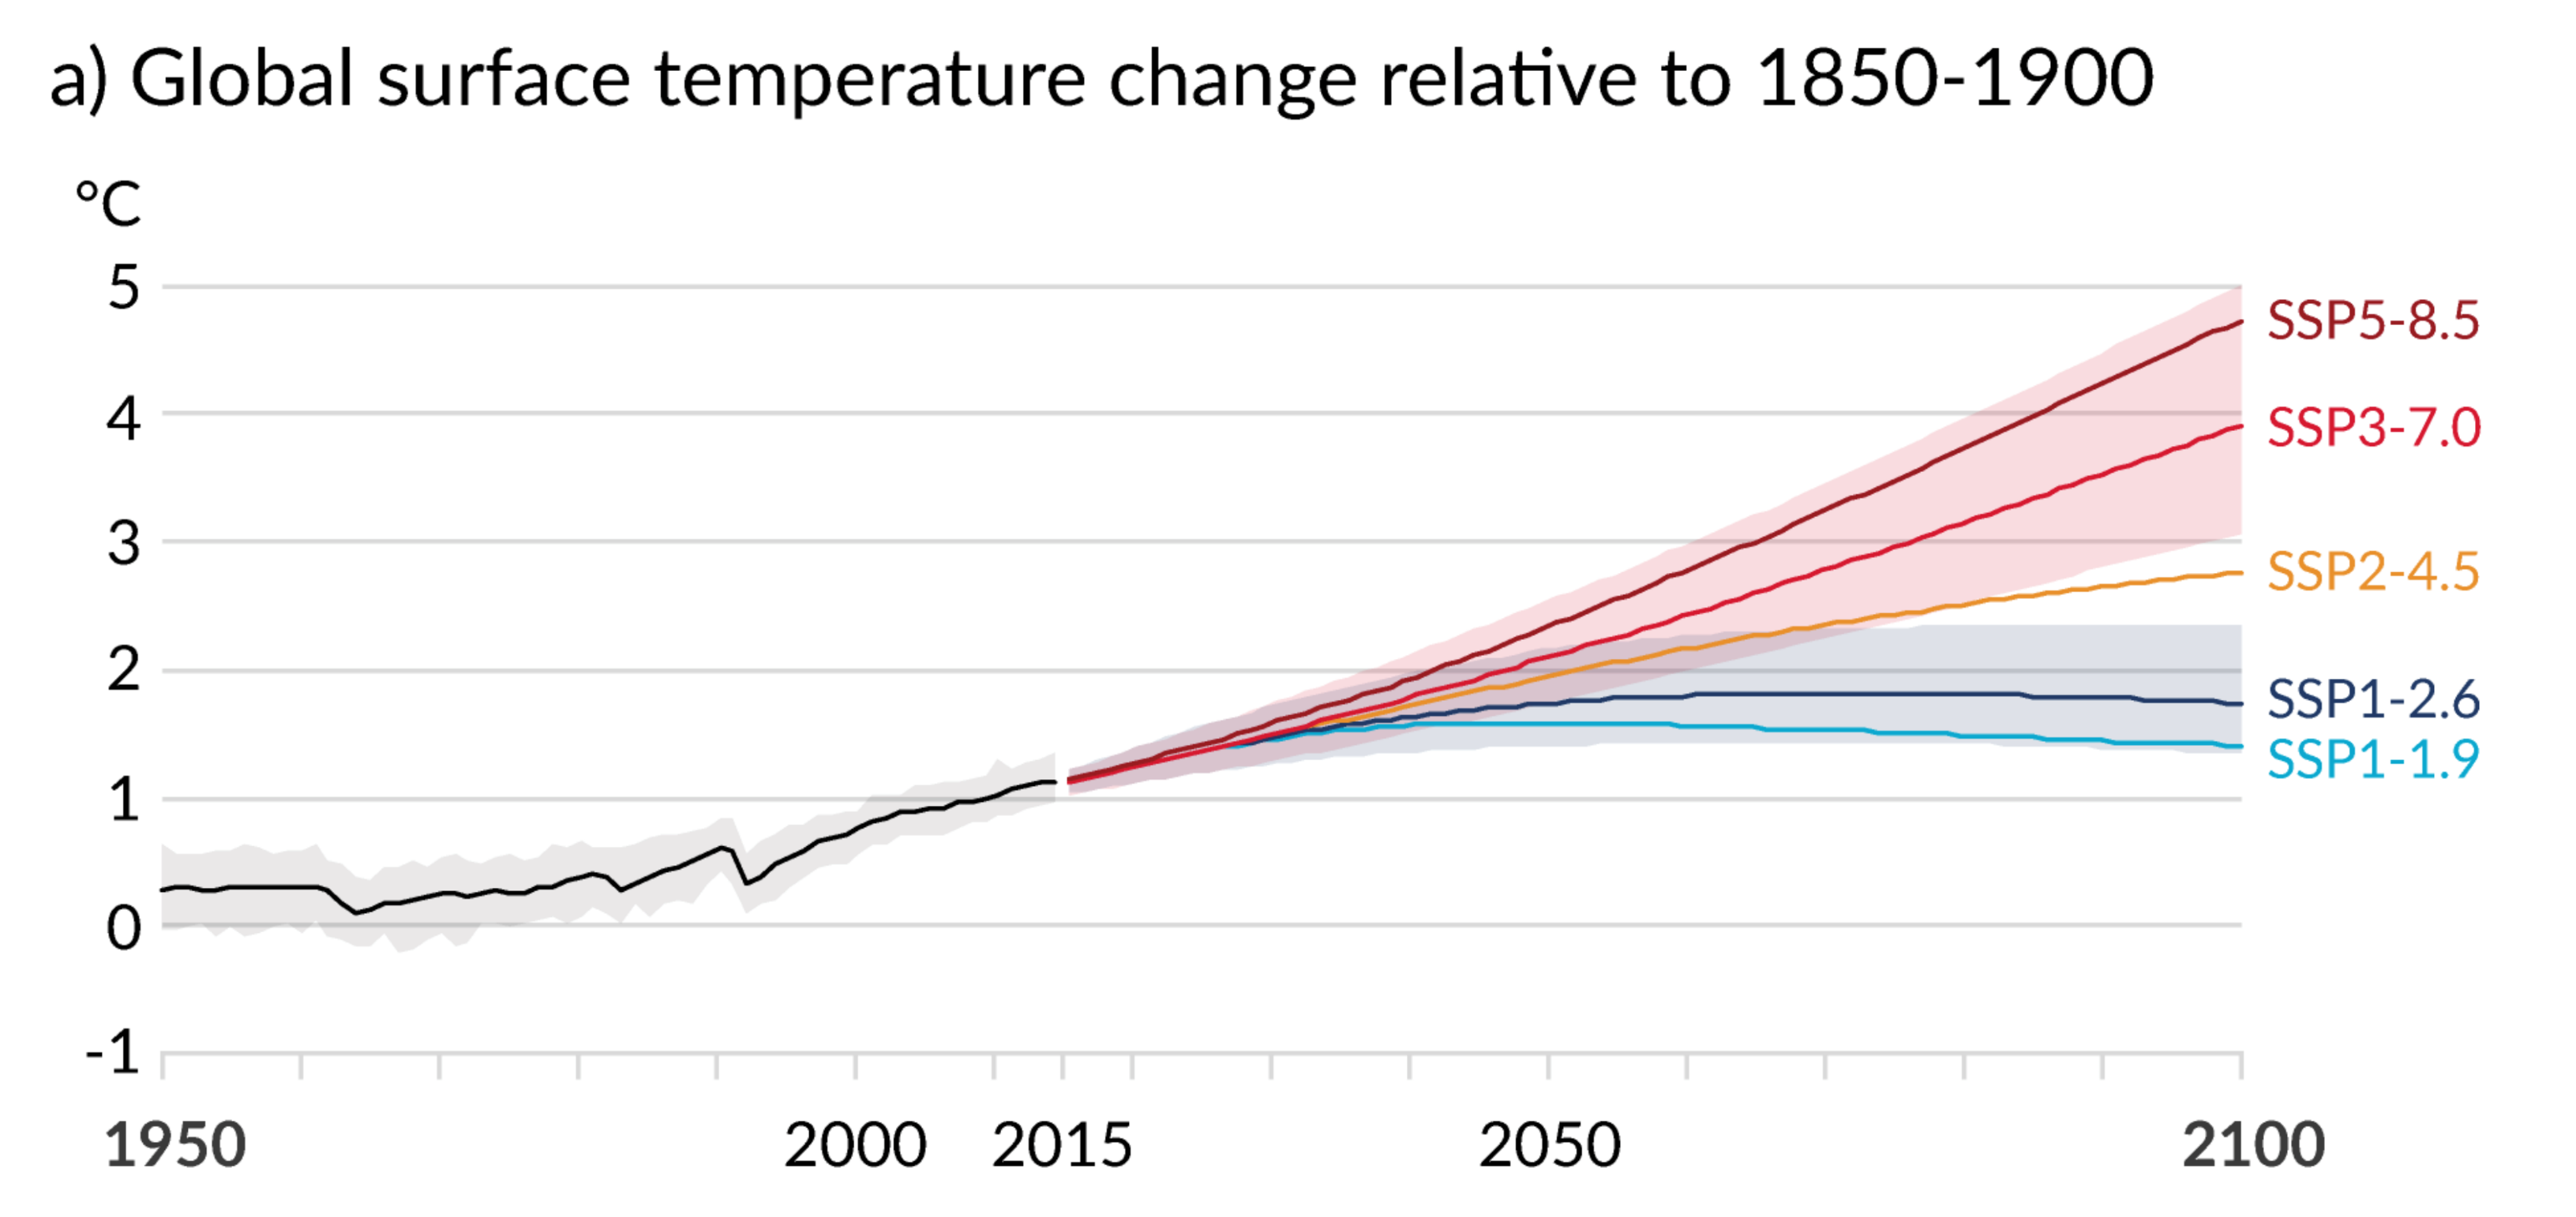 a) Global surface temperature change relative to 1850-1900
°C
5
4
3
2
1
0
-1
1950 2000 2015 2050 2100
SSP5-8.5
SSP3-7.0
SSP2-4.5
SSP1-2.6
SSP1-1.9